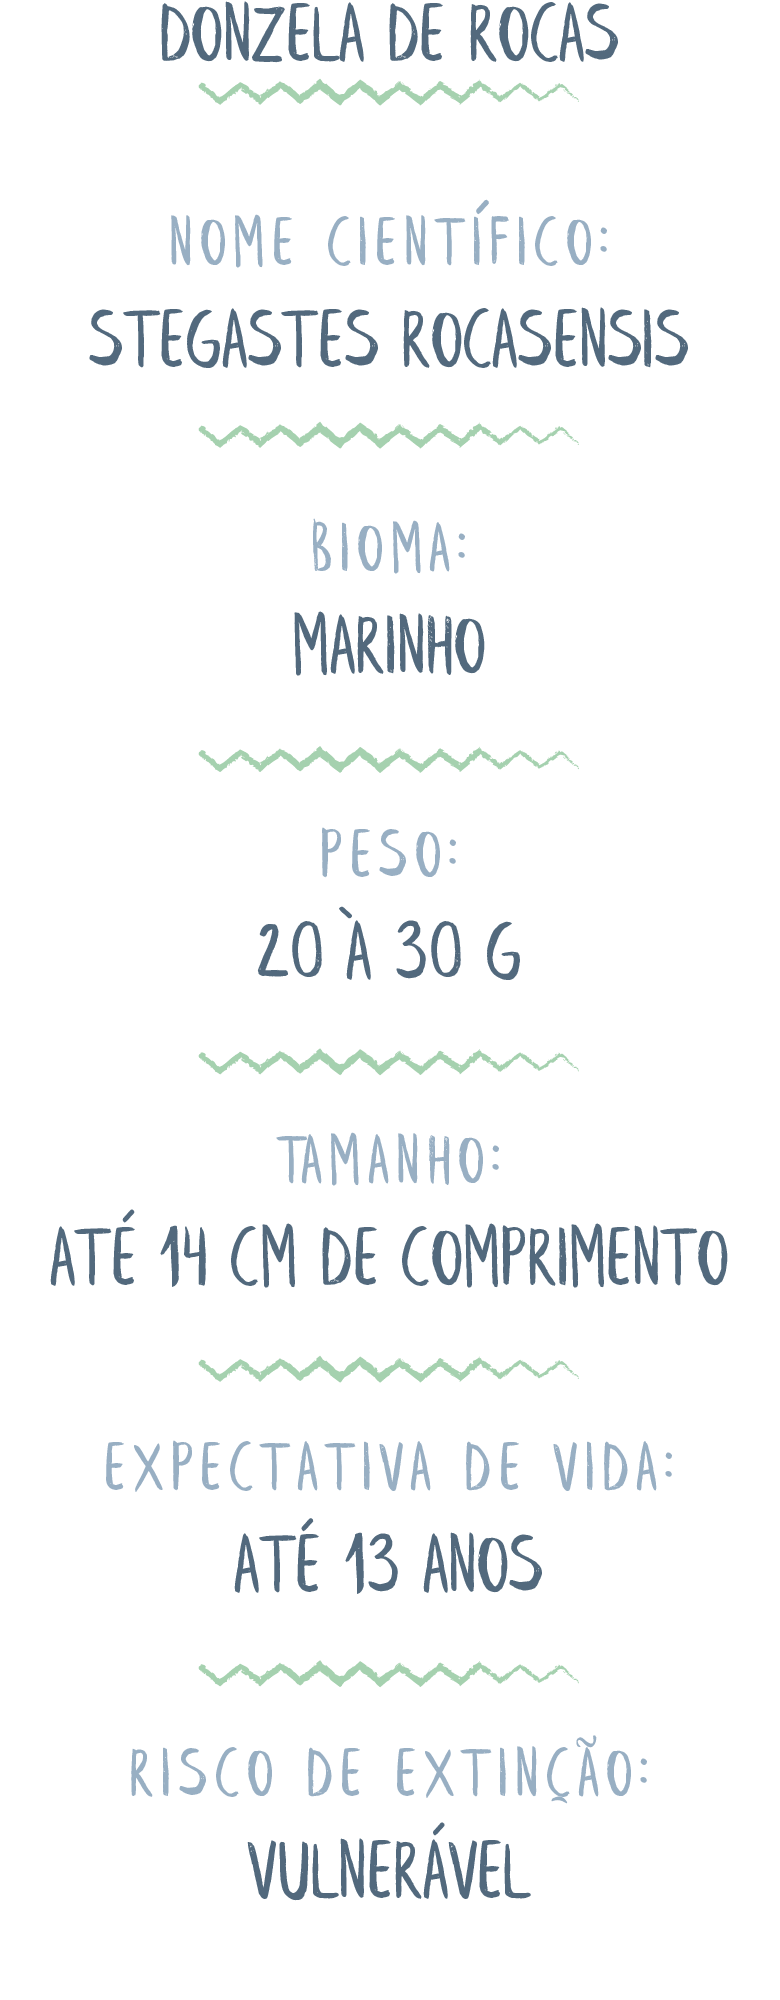 DONZELA DE ROCAS
NOME CIENTÍFICO:
STEGASTES ROCASENSIS
BIOMA:
MARINHO
PESO:
20 À 30 G
TAMANHO:
ATÉ 14 CM DE COMPRIMENTO
EXPECTATIVA DE VIDA:
ATÉ 13 ANOS
RISCO DE EXTINÇÃO:
VULNERÁVEL